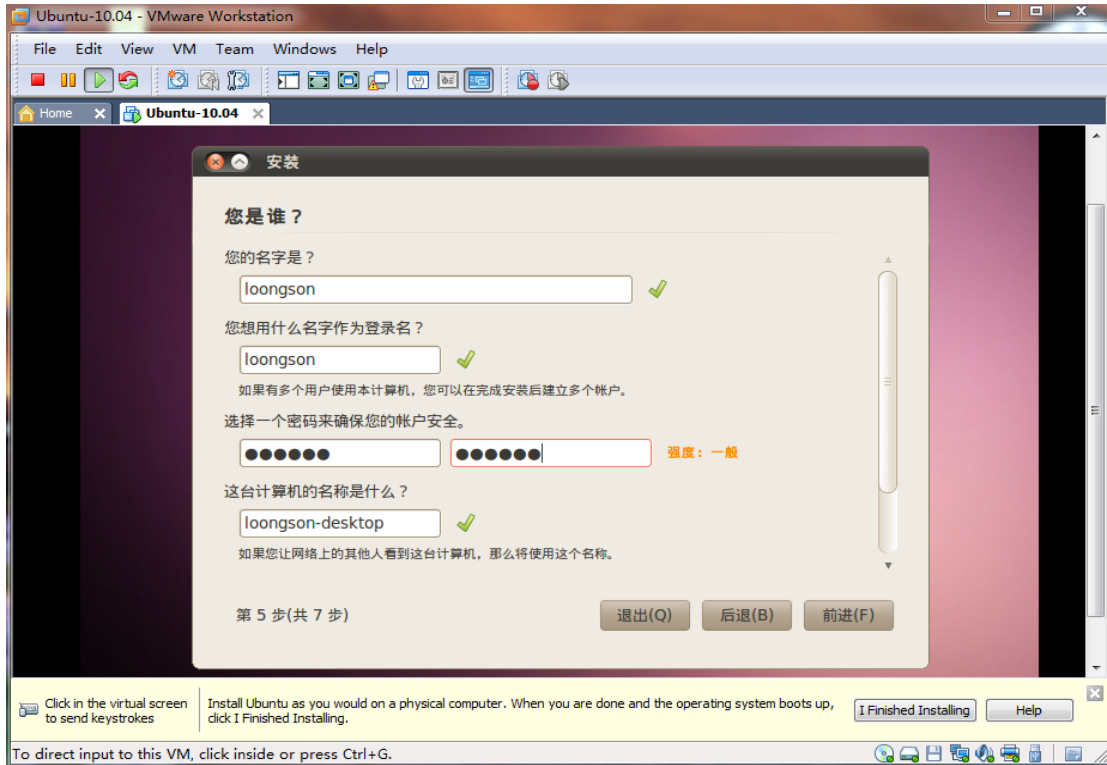 Ubuntu-10.04 - VMware Workstation
File Edit View VM Team Windows Help
Home Ubuntu-10.04
安装
您是谁？
您的名字是？
loongson
您想用什么名字作为登录名？
loongson
如果有多个用户使用本计算机，您可以在完成安装后建立多个帐户。
选择一个密码来确保您的帐户安全。
●●●●●● ●●●●●● 强度：一般
这台计算机的名称是什么？
loongson-desktop
如果您让网络上的其他人看到这台计算机，那么将使用这个名称。
第 5 步(共 7 步) 退出(Q) 后退(B) 前进(F)
Click in the virtual screen
to send keystrokes
Install Ubuntu as you would on a physical computer. When you are done and the operating system boots up,
click I Finished Installing.
I Finished Installing Help
To direct input to this VM, click inside or press Ctrl+G.